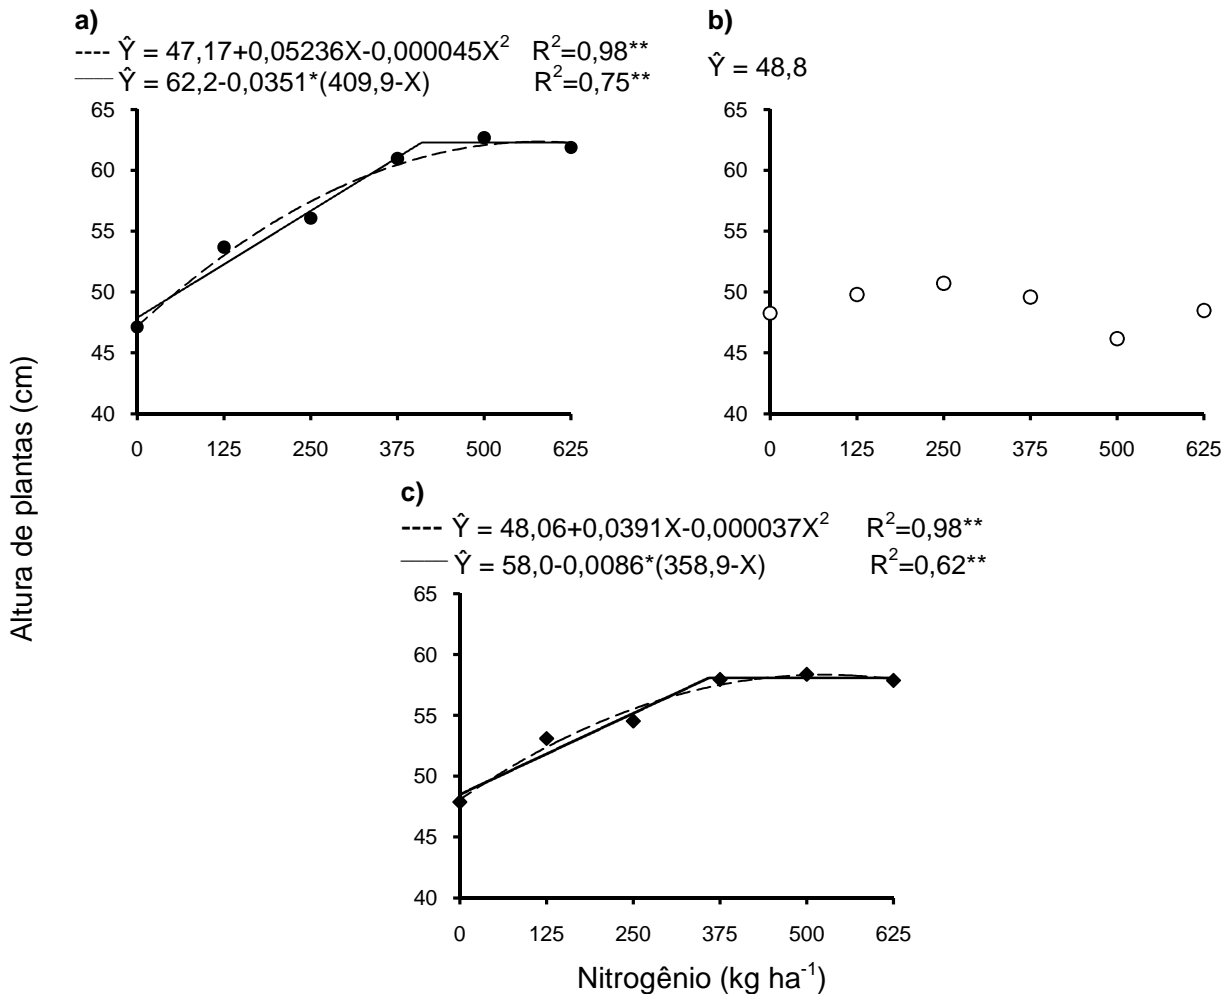 a)
---- Ŷ = 47,17+0,05236X-0,000045X² R²=0,98**
—— Ŷ = 62,2-0,0351*(409,9-X) R²=0,75**
65
60
55
50
45
40
0 125 250 375 500 625
b)
Ŷ = 48,8
65
60
55
50
45
40
0 125 250 375 500 625
c)
---- Ŷ = 48,06+0,0391X-0,000037X² R²=0,98**
—— Ŷ = 58,0-0,0086*(358,9-X) R²=0,62**
65
60
55
50
45
40
0 125 250 375 500 625
Altura de plantas (cm)
Nitrogênio (kg ha⁻¹)